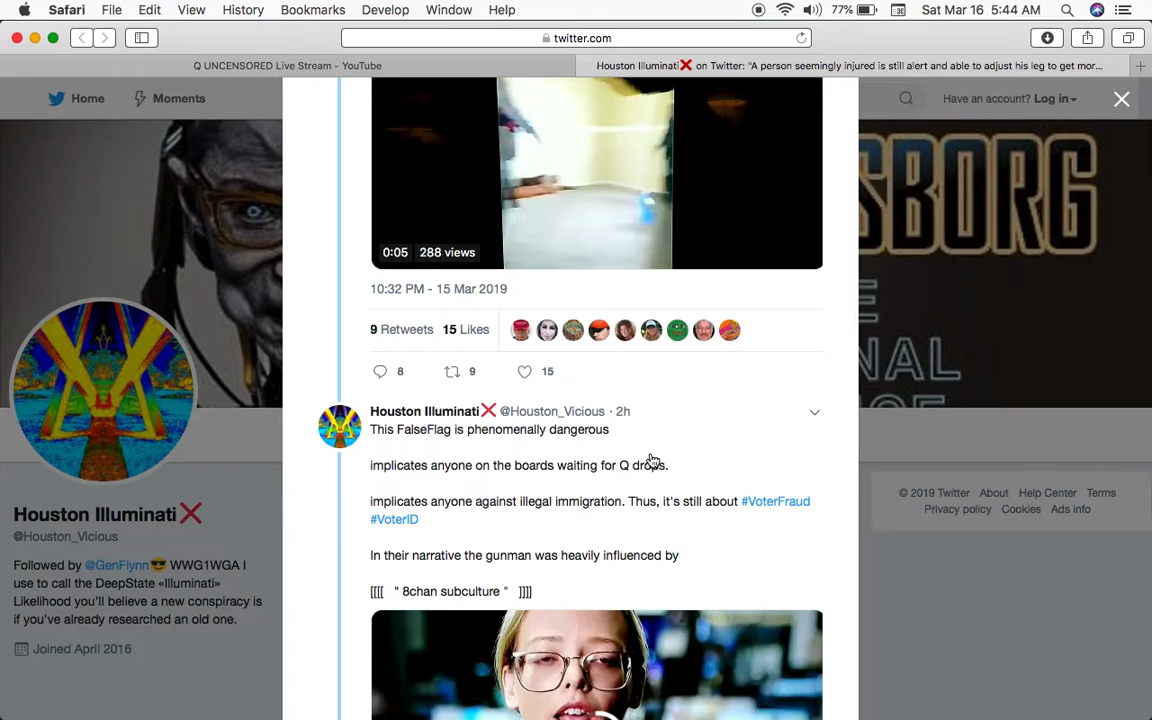 Safari File Edit View History Bookmarks Develop Window Help 77% Sat Mar 16 5:44 AM
twitter.com
Q UNCENSORED Live Stream - YouTube
Houston Illuminati❌ on Twitter: "A person seemingly injured is still alert and able to adjust his leg to get mor...
Home Moments
Have an account? Log in
SBORG
E
NAL
CE
0:05 288 views
10:32 PM - 15 Mar 2019
9 Retweets 15 Likes
8 9 15
Houston Illuminati❌ @Houston_Vicious · 2h
This FalseFlag is phenomenally dangerous
implicates anyone on the boards waiting for Q drops.
implicates anyone against illegal immigration. Thus, it's still about #VoterFraud
#VoterID
In their narrative the gunman was heavily influenced by
[[[[ " 8chan subculture " ]]]]
Houston Illuminati❌
@Houston_Vicious
Followed by @GenFlynn😎 WWG1WGA I
use to call the DeepState «Illuminati»
Likelihood you'll believe a new conspiracy is
if you've already researched an old one.
Joined April 2016
© 2019 Twitter About Help Center Terms
Privacy policy Cookies Ads info